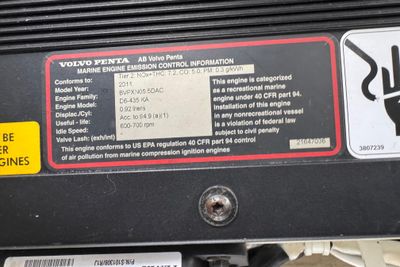 VOLVO PENTA AB Volvo Penta
MARINE ENGINE EMISSION CONTROL INFORMATION
Conforms to: Tier 2: NOx+THC: 7.2, CO: 5.0, PM: 0.3 g/kWh
Model Year: 2011
Engine Family:
Engine Model: D6-435 KA
Displac./Cyl: 0.92 litres
Useful - life: Acc. to 94.9 (a)(1)
Idle Speed: 600-700 rpm
Valve Lash: (exh/int)
This engine is categorized
as a recreational marine
engine under 40 CFR part 94.
Installation of this engine
in any nonrecreational vessel
is a violation of federal law
subject to civil penalty
This engine conforms to US EPA regulation 40 CFR part 94 control
of air pollution from marine compression ignition engines
21647036
BE
ER
NGINES
3807239